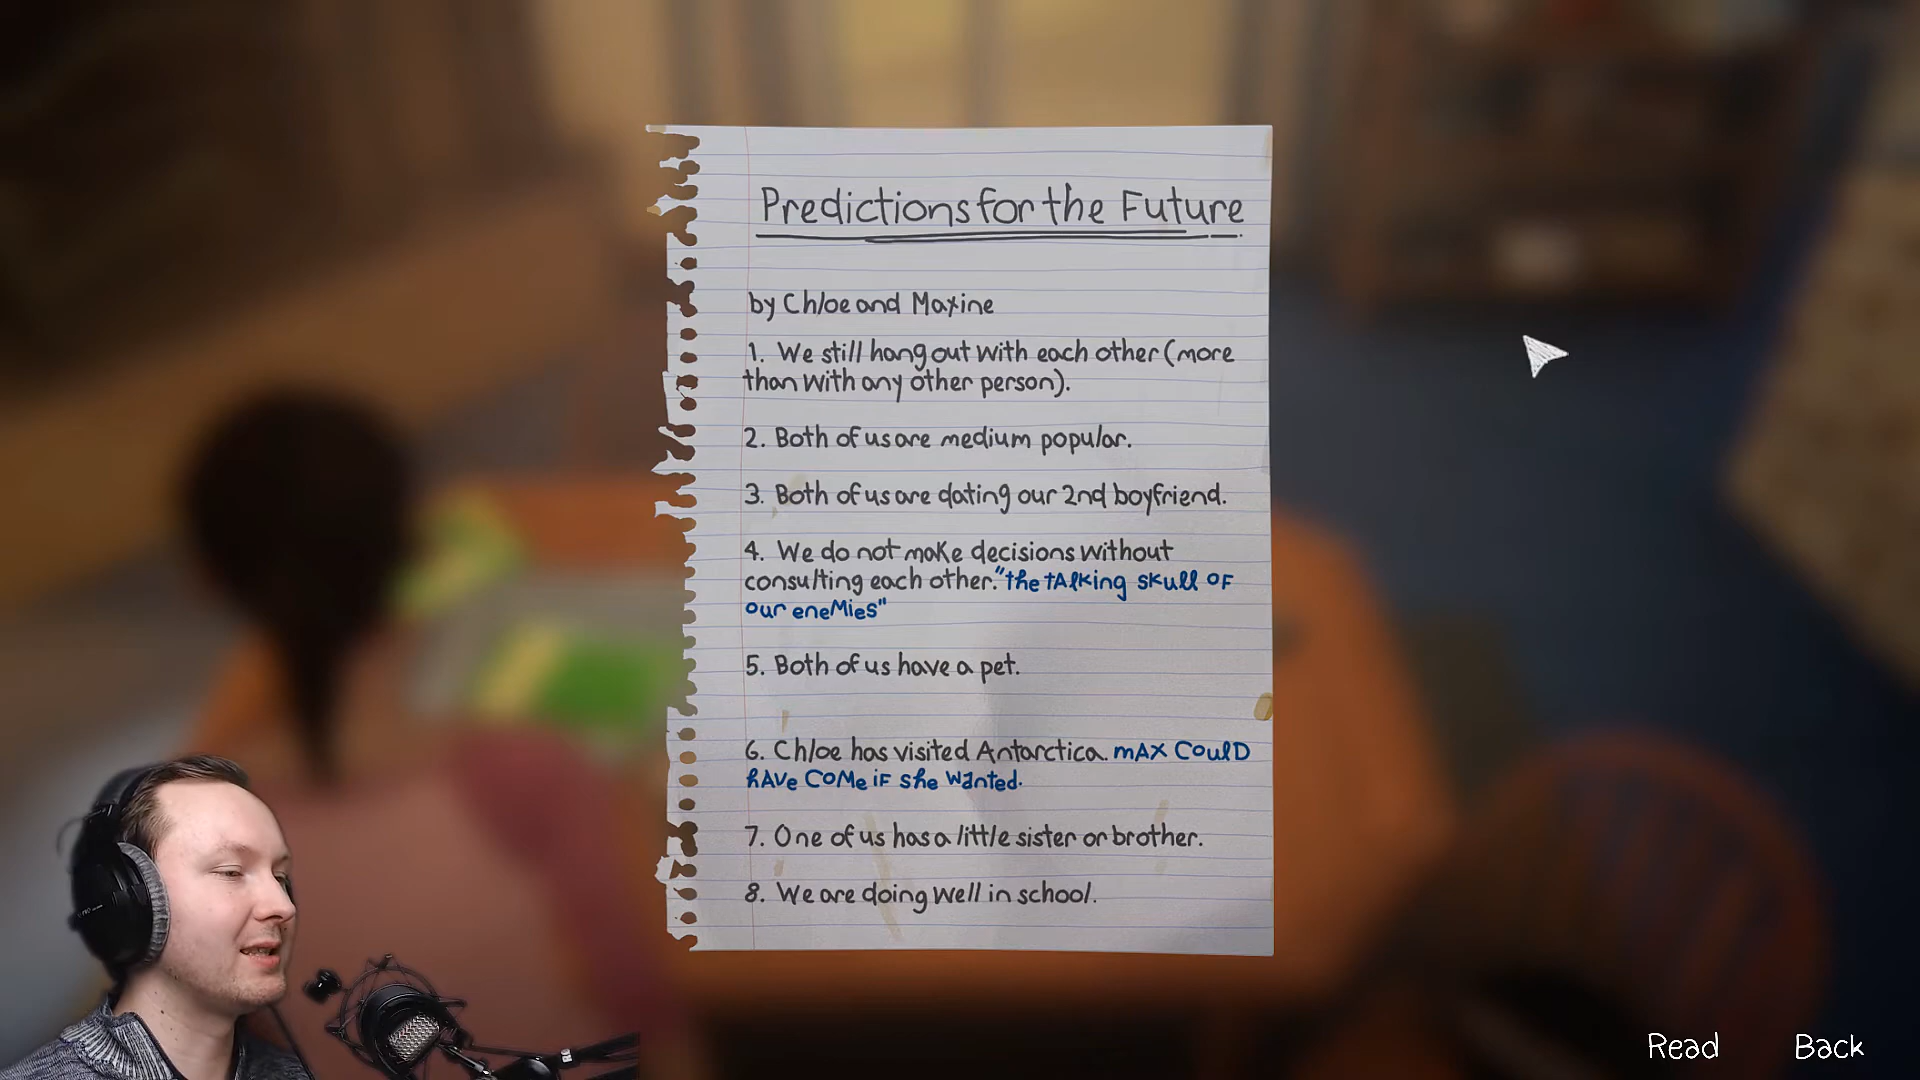 Predictions for the Future
by Chloe and Maxine
1. We still hang out with each other (more
than with any other person).
2. Both of us are medium popular.
3. Both of us are dating our 2nd boyfriend.
4. We do not make decisions without
consulting each other. "the tAlking skull oF
our eneMies"
5. Both of us have a pet.
6. Chloe has visited Antarctica. mAX CoulD
hAve CoMe iF she wanted.
7. One of us has a little sister or brother.
8. We are doing well in school.
Read Back